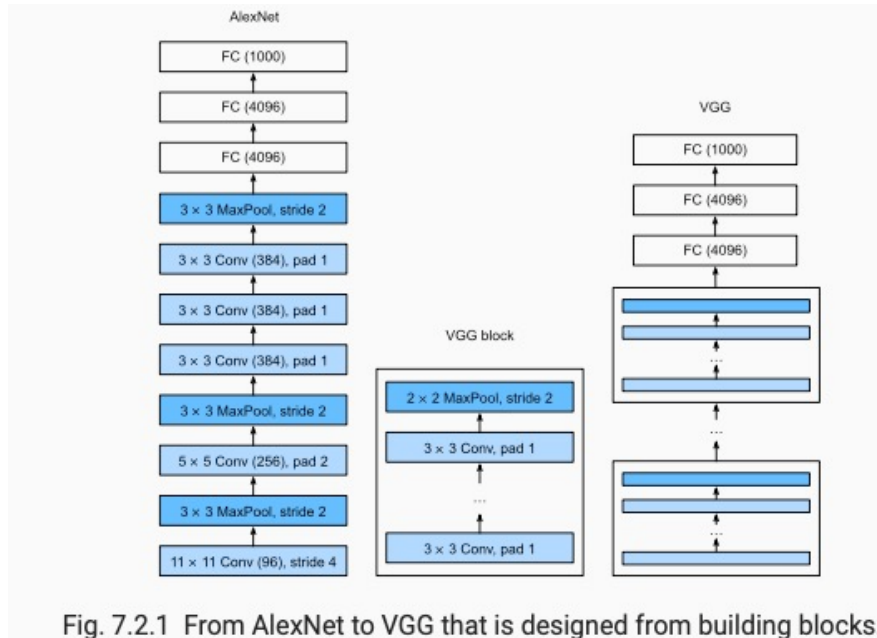 AlexNet
FC (1000)
FC (4096)
FC (4096)
3 × 3 MaxPool, stride 2
3 × 3 Conv (384), pad 1
3 × 3 Conv (384), pad 1
3 × 3 Conv (384), pad 1
3 × 3 MaxPool, stride 2
5 × 5 Conv (256), pad 2
3 × 3 MaxPool, stride 2
11 × 11 Conv (96), stride 4
VGG block
2 × 2 MaxPool, stride 2
3 × 3 Conv, pad 1
...
3 × 3 Conv, pad 1
VGG
FC (1000)
FC (4096)
FC (4096)
...
...
...
Fig. 7.2.1 From AlexNet to VGG that is designed from building blocks